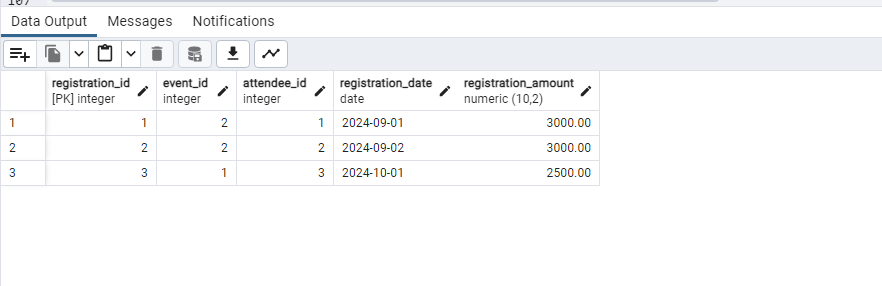 107
Data Output Messages Notifications
registration_id event_id attendee_id registration_date registration_amount
[PK] integer integer integer date numeric (10,2)
1 1 2 1 2024-09-01 3000.00
2 2 2 2 2024-09-02 3000.00
3 3 1 3 2024-10-01 2500.00